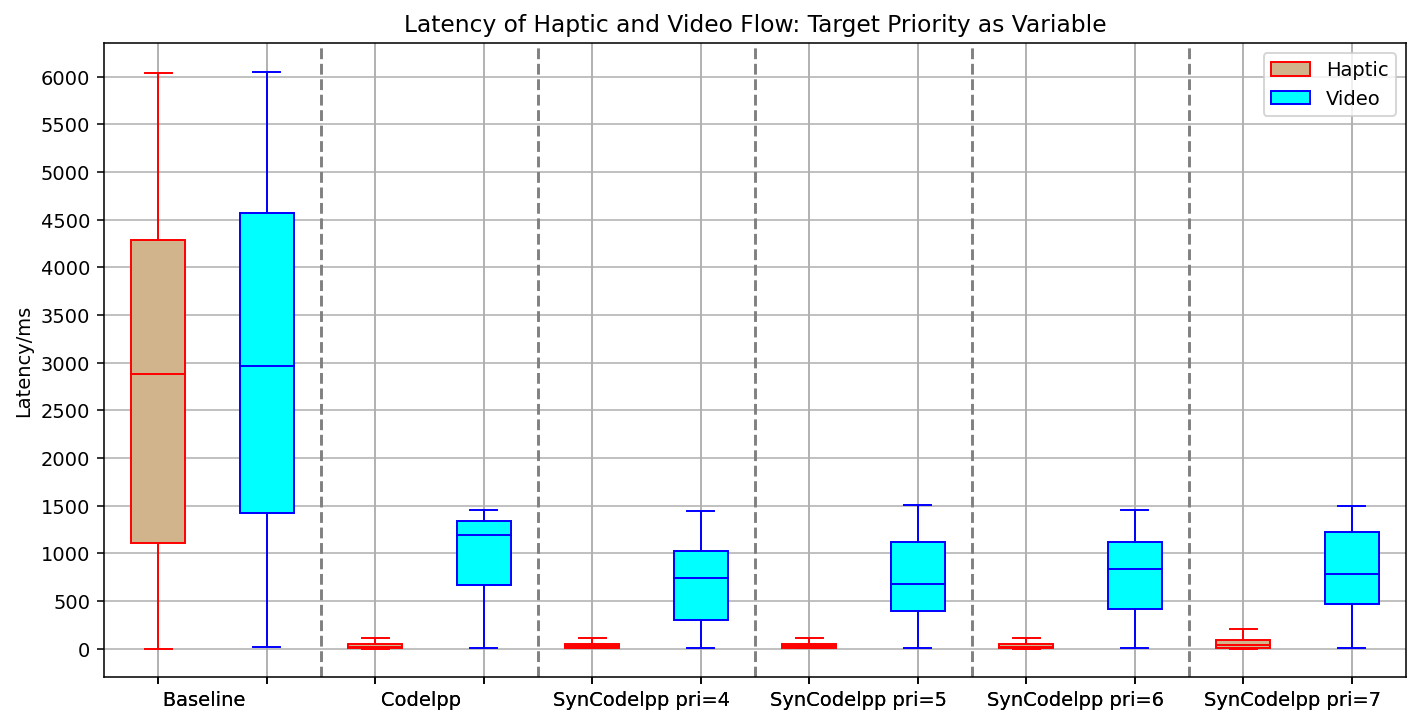 Latency of Haptic and Video Flow: Target Priority as Variable
Haptic
Video
Latency/ms
6000
5500
5000
4500
4000
3500
3000
2500
2000
1500
1000
500
0
Baseline
Codelpp
SynCodelpp pri=4
SynCodelpp pri=5
SynCodelpp pri=6
SynCodelpp pri=7